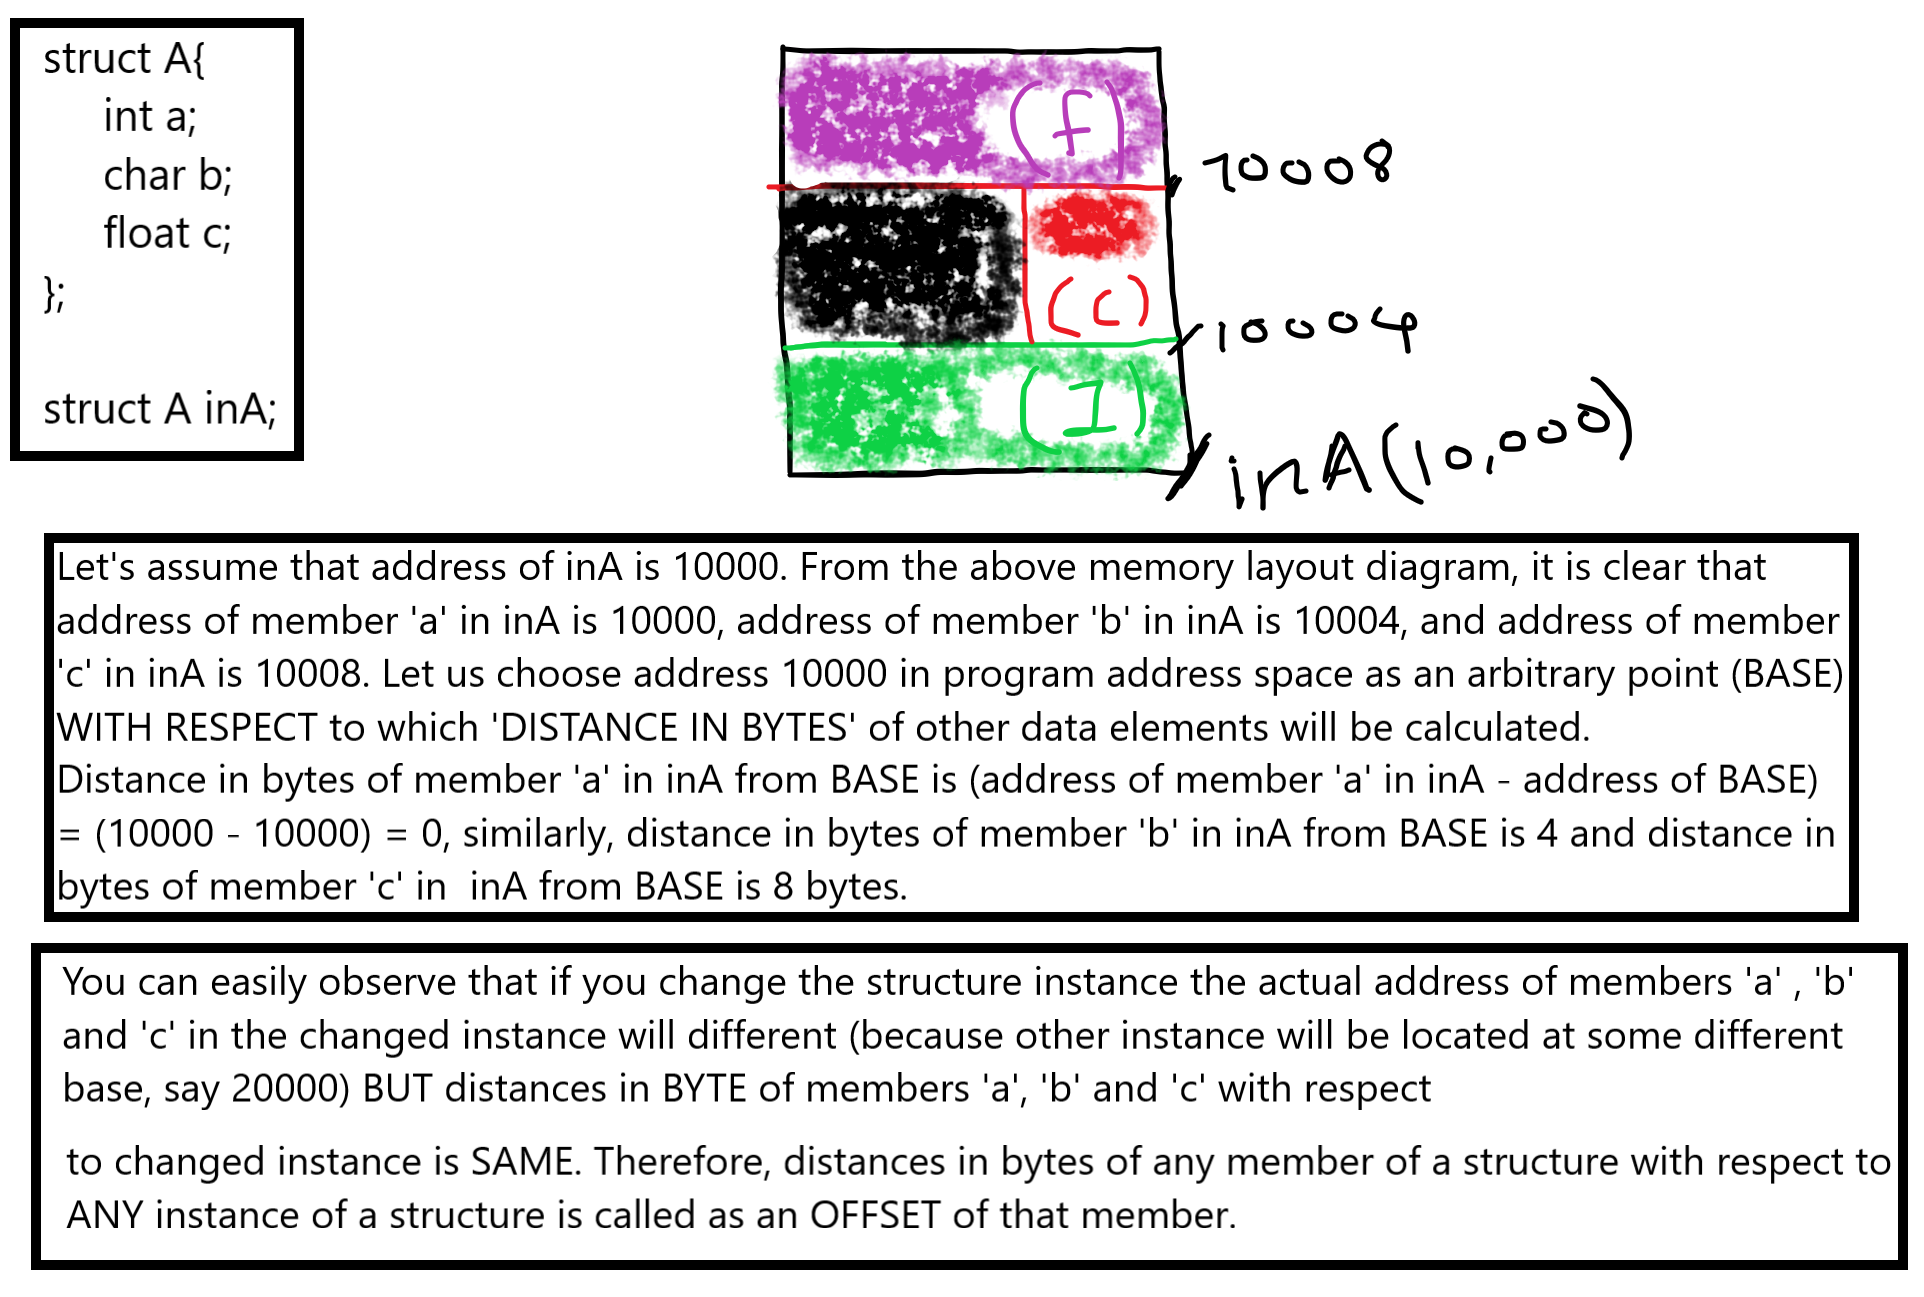 struct A{
int a;
char b;
float c;
};
struct A inA;
(f)
10008
(c)
10004
(I)
inA(10,000)
Let's assume that address of inA is 10000. From the above memory layout diagram, it is clear that
address of member 'a' in inA is 10000, address of member 'b' in inA is 10004, and address of member
'c' in inA is 10008. Let us choose address 10000 in program address space as an arbitrary point (BASE)
WITH RESPECT to which 'DISTANCE IN BYTES' of other data elements will be calculated.
Distance in bytes of member 'a' in inA from BASE is (address of member 'a' in inA - address of BASE)
= (10000 - 10000) = 0, similarly, distance in bytes of member 'b' in inA from BASE is 4 and distance in
bytes of member 'c' in  inA from BASE is 8 bytes.
You can easily observe that if you change the structure instance the actual address of members 'a' , 'b'
and 'c' in the changed instance will different (because other instance will be located at some different
base, say 20000) BUT distances in BYTE of members 'a', 'b' and 'c' with respect
to changed instance is SAME. Therefore, distances in bytes of any member of a structure with respect to
ANY instance of a structure is called as an OFFSET of that member.